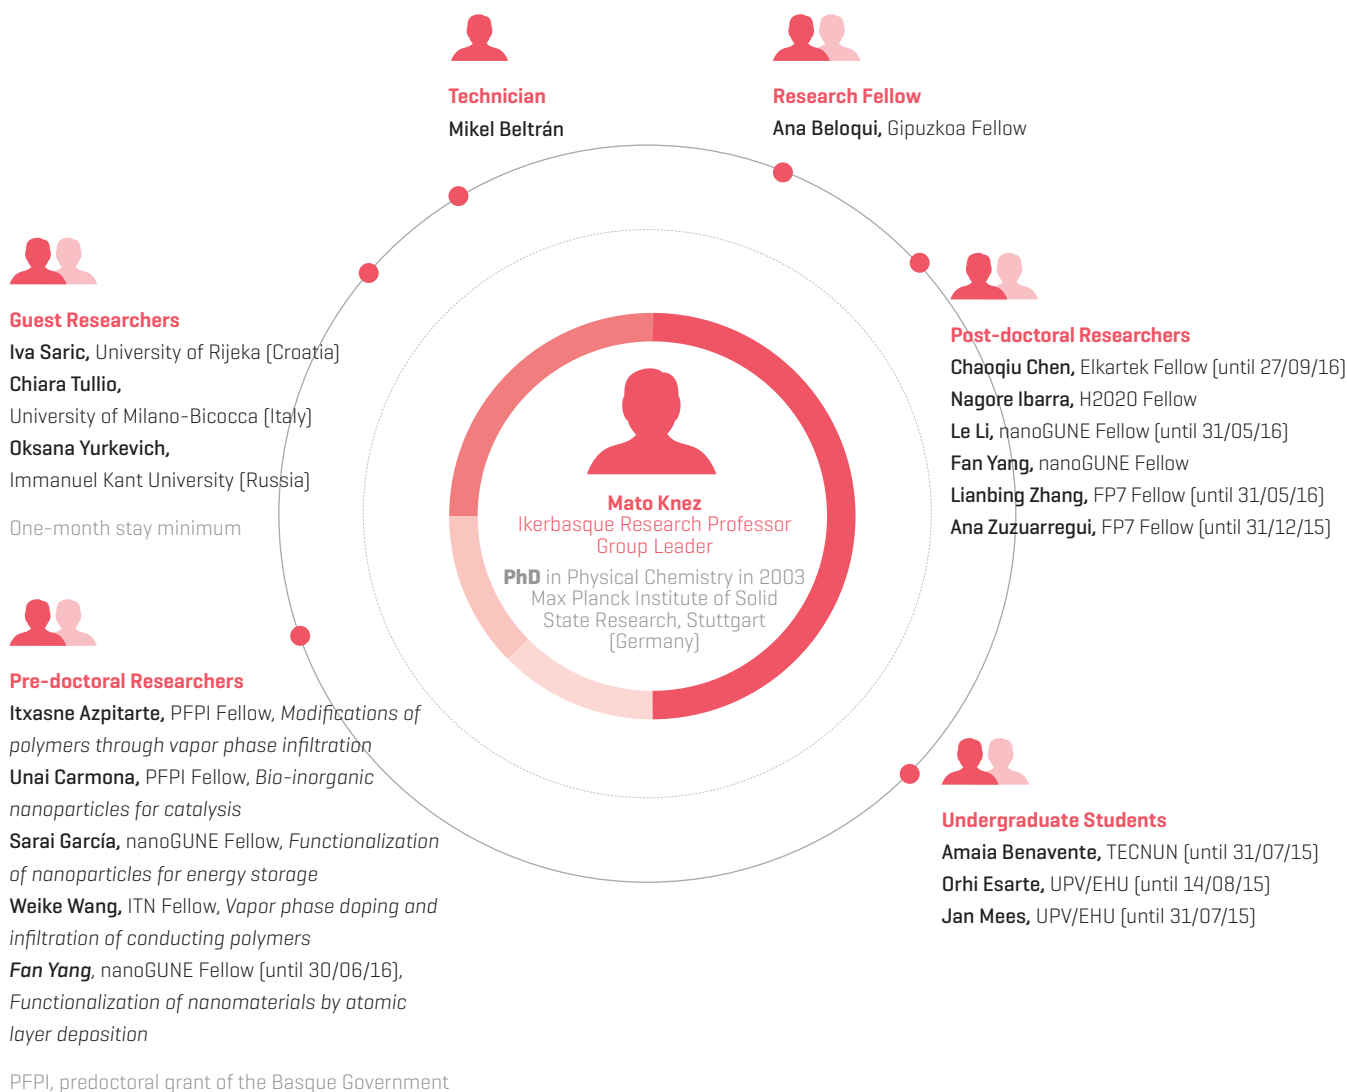 Technician
Mikel Beltrán
Research Fellow
Ana Beloqui, Gipuzkoa Fellow
Guest Researchers
Iva Saric, University of Rijeka (Croatia)
Chiara Tullio,
University of Milano-Bicocca (Italy)
Oksana Yurkevich,
Immanuel Kant University (Russia)
One-month stay minimum
Post-doctoral Researchers
Chaoqiu Chen, Elkartek Fellow (until 27/09/16)
Nagore Ibarra, H2020 Fellow
Le Li, nanoGUNE Fellow (until 31/05/16)
Fan Yang, nanoGUNE Fellow
Lianbing Zhang, FP7 Fellow (until 31/05/16)
Ana Zuzuarregui, FP7 Fellow (until 31/12/15)
Mato Knez
Ikerbasque Research Professor
Group Leader
PhD in Physical Chemistry in 2003
Max Planck Institute of Solid
State Research, Stuttgart
(Germany)
Pre-doctoral Researchers
Itxasne Azpitarte, PFPI Fellow, Modifications of
polymers through vapor phase infiltration
Unai Carmona, PFPI Fellow, Bio-inorganic
nanoparticles for catalysis
Sarai García, nanoGUNE Fellow, Functionalization
of nanoparticles for energy storage
Weike Wang, ITN Fellow, Vapor phase doping and
infiltration of conducting polymers
Fan Yang, nanoGUNE Fellow (until 30/06/16),
Functionalization of nanomaterials by atomic
layer deposition
PFPI, predoctoral grant of the Basque Government
Undergraduate Students
Amaia Benavente, TECNUN (until 31/07/15)
Orhi Esarte, UPV/EHU (until 14/08/15)
Jan Mees, UPV/EHU (until 31/07/15)